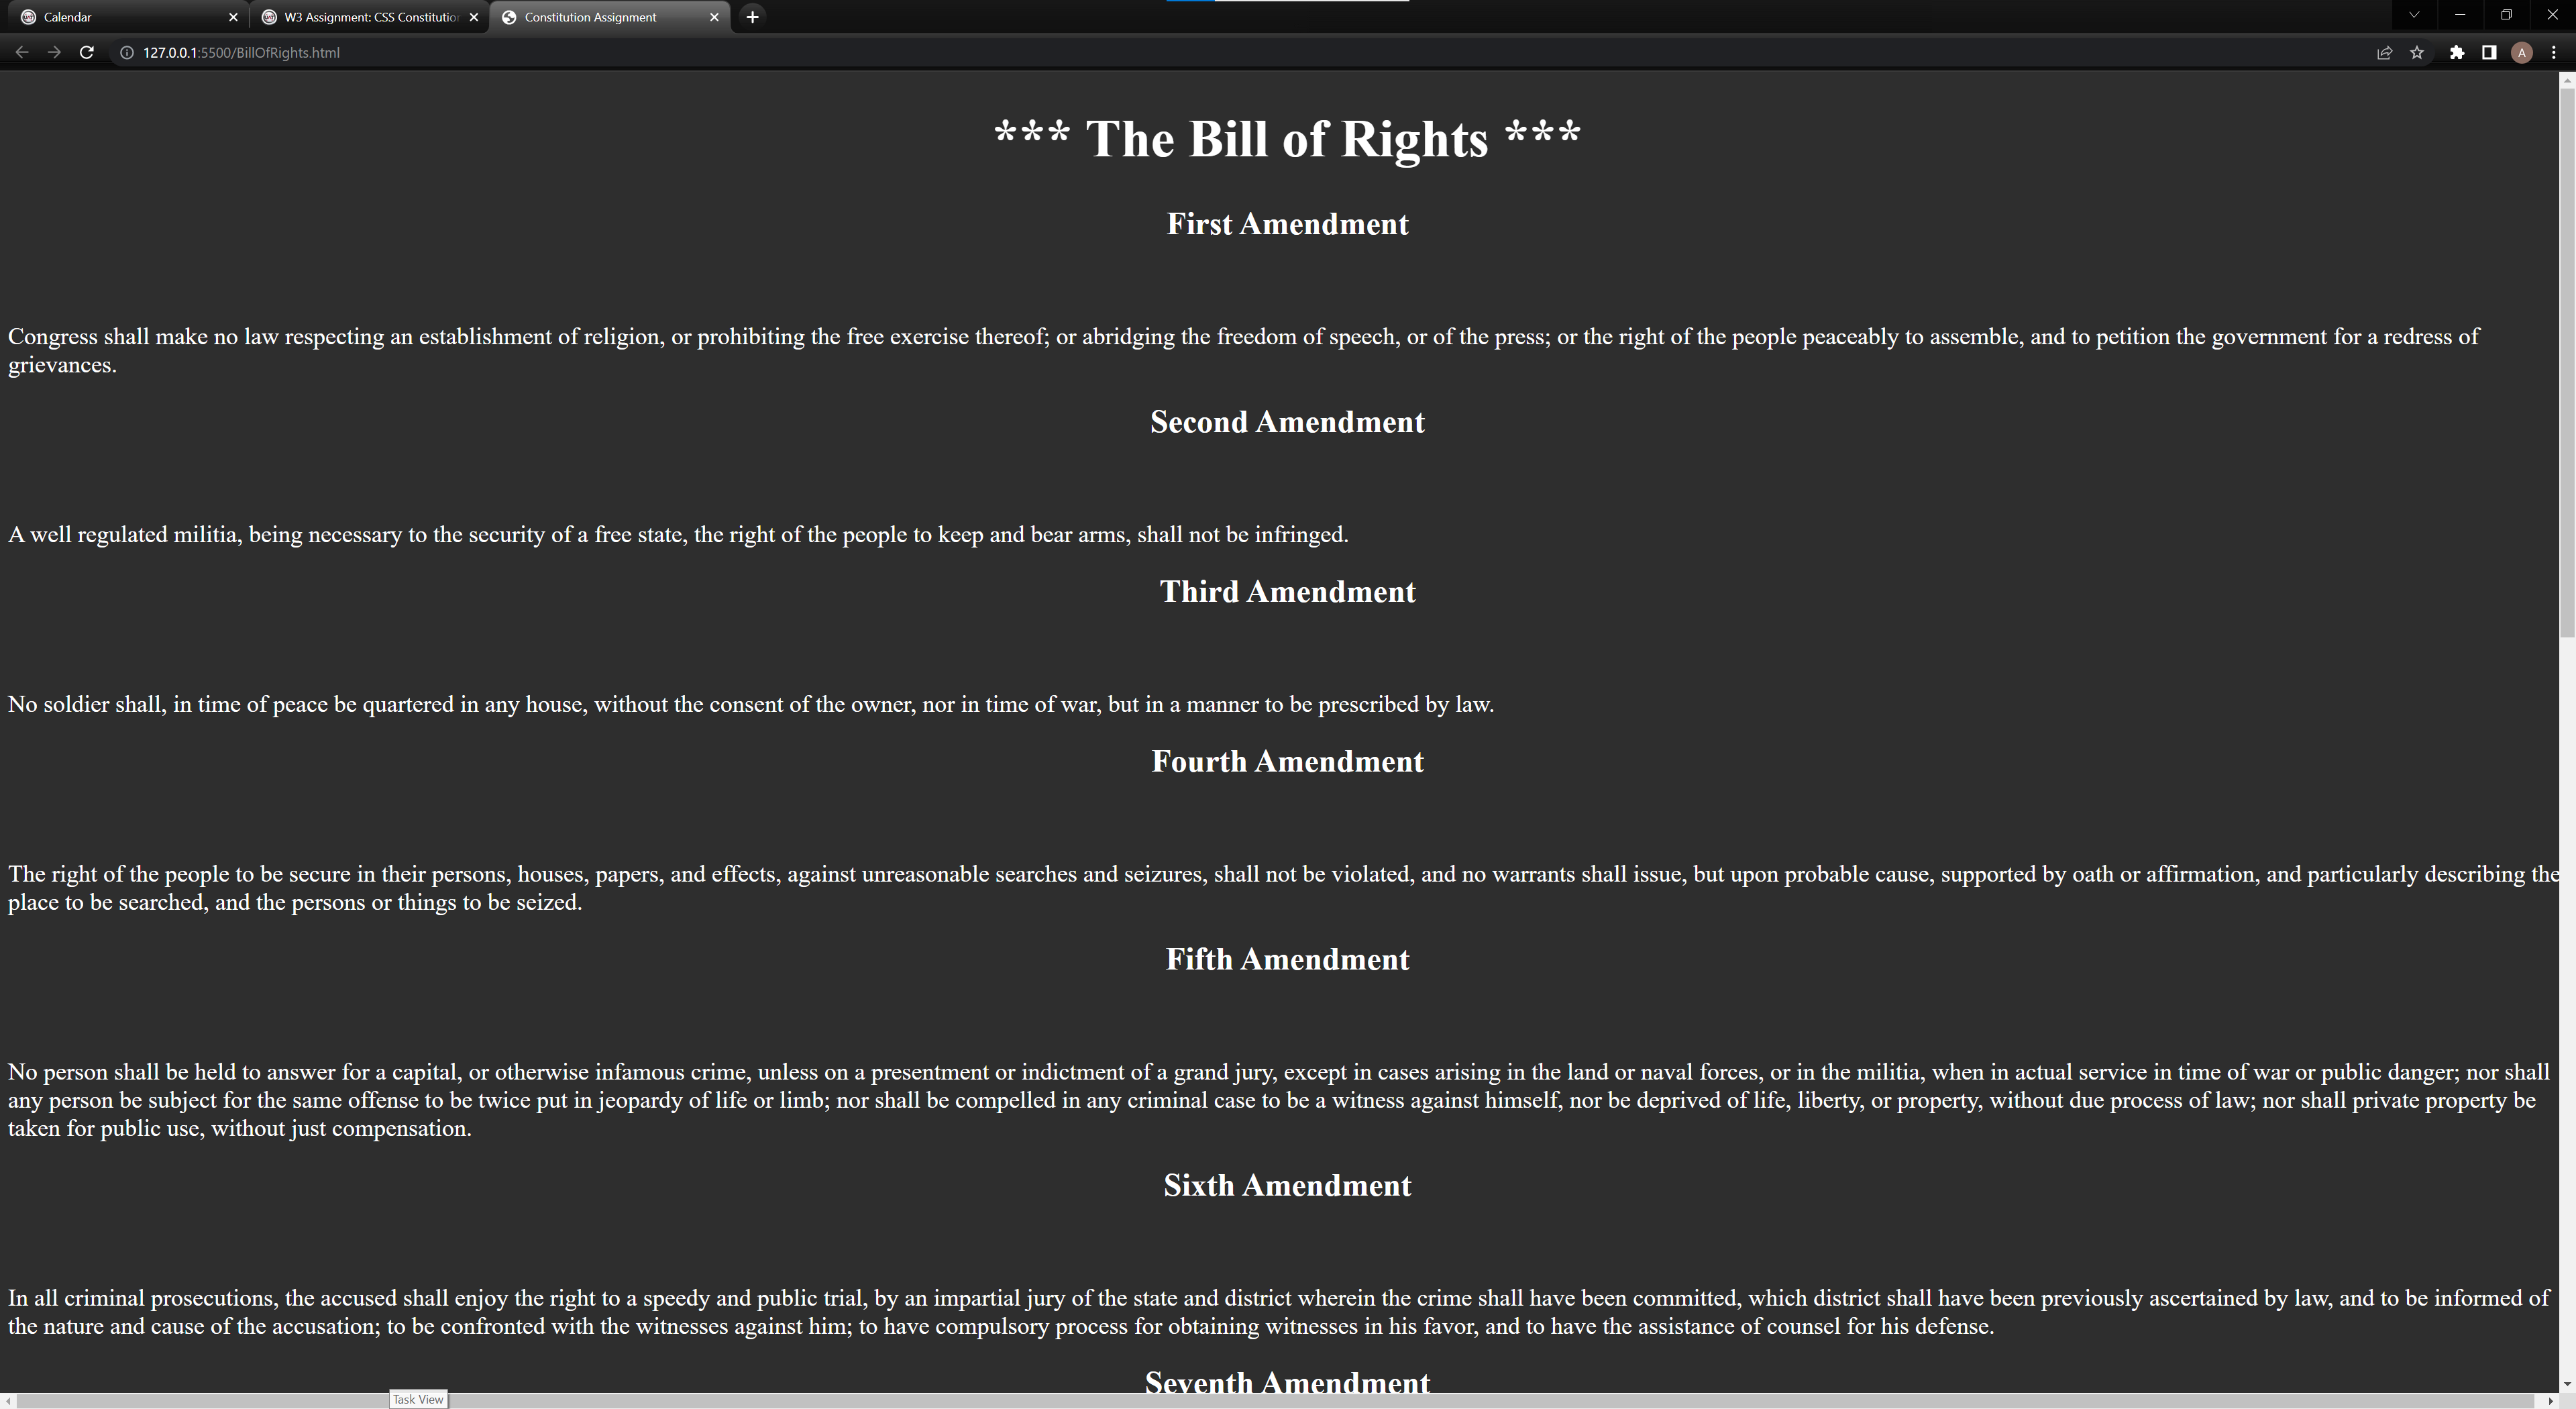 Calendar
W3 Assignment: CSS Constitution
Constitution Assignment
127.0.0.1:5500/BillOfRights.html
A
*** The Bill of Rights ***
First Amendment
Congress shall make no law respecting an establishment of religion, or prohibiting the free exercise thereof; or abridging the freedom of speech, or of the press; or the right of the people peaceably to assemble, and to petition the government for a redress of
grievances.
Second Amendment
A well regulated militia, being necessary to the security of a free state, the right of the people to keep and bear arms, shall not be infringed.
Third Amendment
No soldier shall, in time of peace be quartered in any house, without the consent of the owner, nor in time of war, but in a manner to be prescribed by law.
Fourth Amendment
The right of the people to be secure in their persons, houses, papers, and effects, against unreasonable searches and seizures, shall not be violated, and no warrants shall issue, but upon probable cause, supported by oath or affirmation, and particularly describing the
place to be searched, and the persons or things to be seized.
Fifth Amendment
No person shall be held to answer for a capital, or otherwise infamous crime, unless on a presentment or indictment of a grand jury, except in cases arising in the land or naval forces, or in the militia, when in actual service in time of war or public danger; nor shall
any person be subject for the same offense to be twice put in jeopardy of life or limb; nor shall be compelled in any criminal case to be a witness against himself, nor be deprived of life, liberty, or property, without due process of law; nor shall private property be
taken for public use, without just compensation.
Sixth Amendment
In all criminal prosecutions, the accused shall enjoy the right to a speedy and public trial, by an impartial jury of the state and district wherein the crime shall have been committed, which district shall have been previously ascertained by law, and to be informed of
the nature and cause of the accusation; to be confronted with the witnesses against him; to have compulsory process for obtaining witnesses in his favor, and to have the assistance of counsel for his defense.
Seventh Amendment
Task View